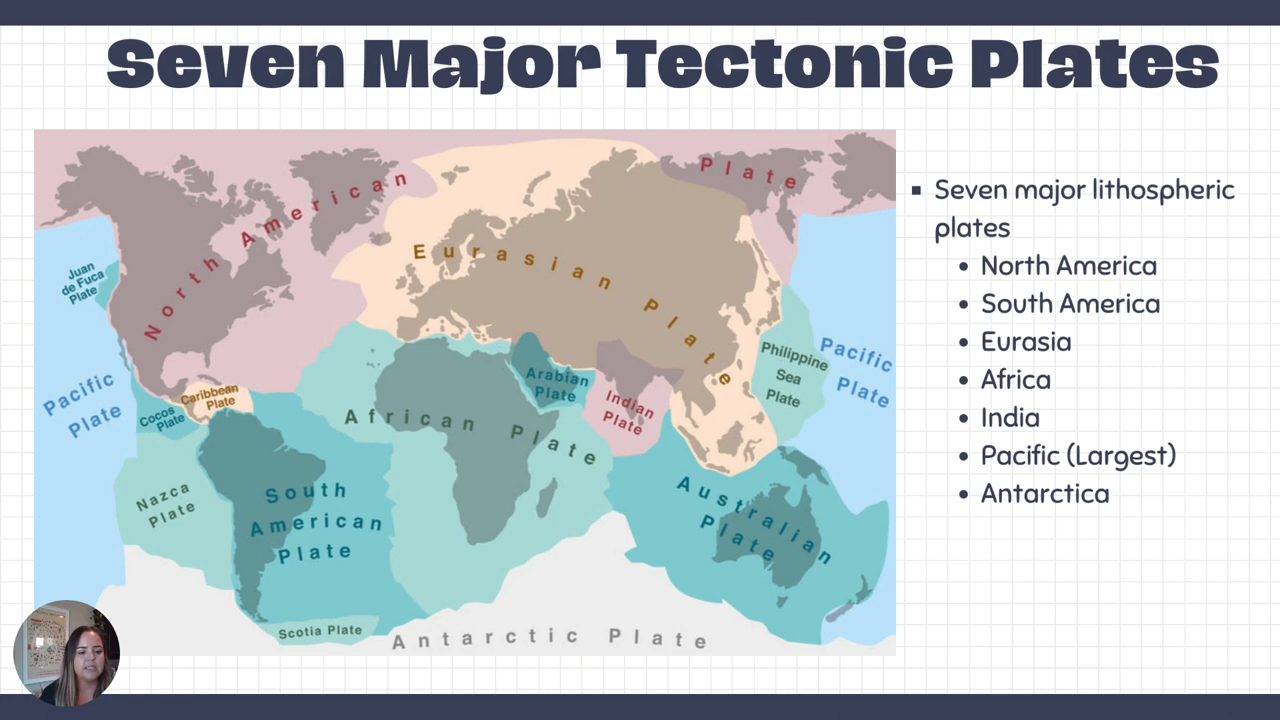 Seven Major Tectonic Plates
North American
Plate
Eurasian Plate
Juan
de Fuca
Plate
Pacific
Plate
Caribbean
Plate
Cocos
Plate
Arabian
Plate
Indian
Plate
Philippine
Sea
Plate
Pacific
Plate
African Plate
Nazca
Plate
South
American
Plate
Australian
Plate
Scotia Plate
Antarctic Plate
▪ Seven major lithospheric
plates
• North America
• South America
• Eurasia
• Africa
• India
• Pacific (Largest)
• Antarctica